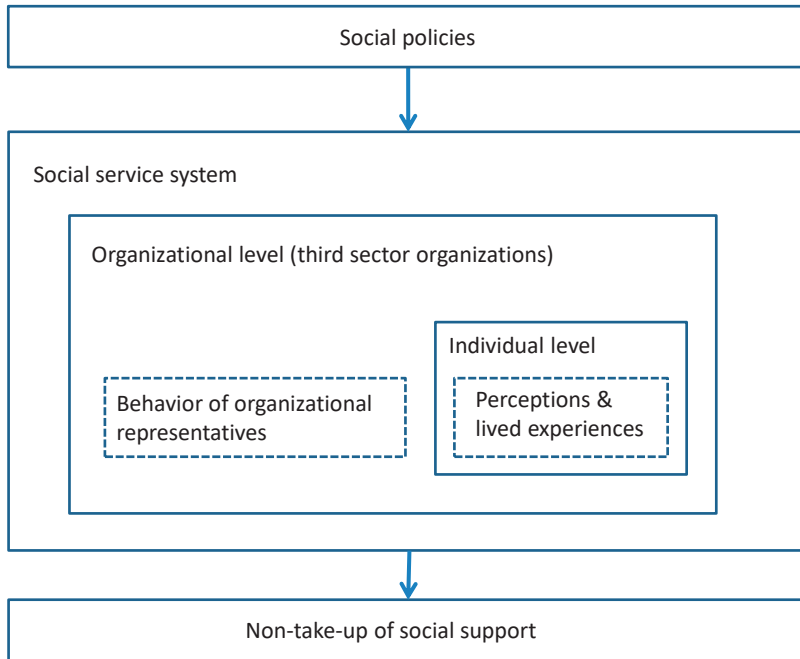 Social policies
Social service system
Organizational level (third sector organizations)
Individual level
Behavior of organizational
representatives
Perceptions &
lived experiences
Non-take-up of social support